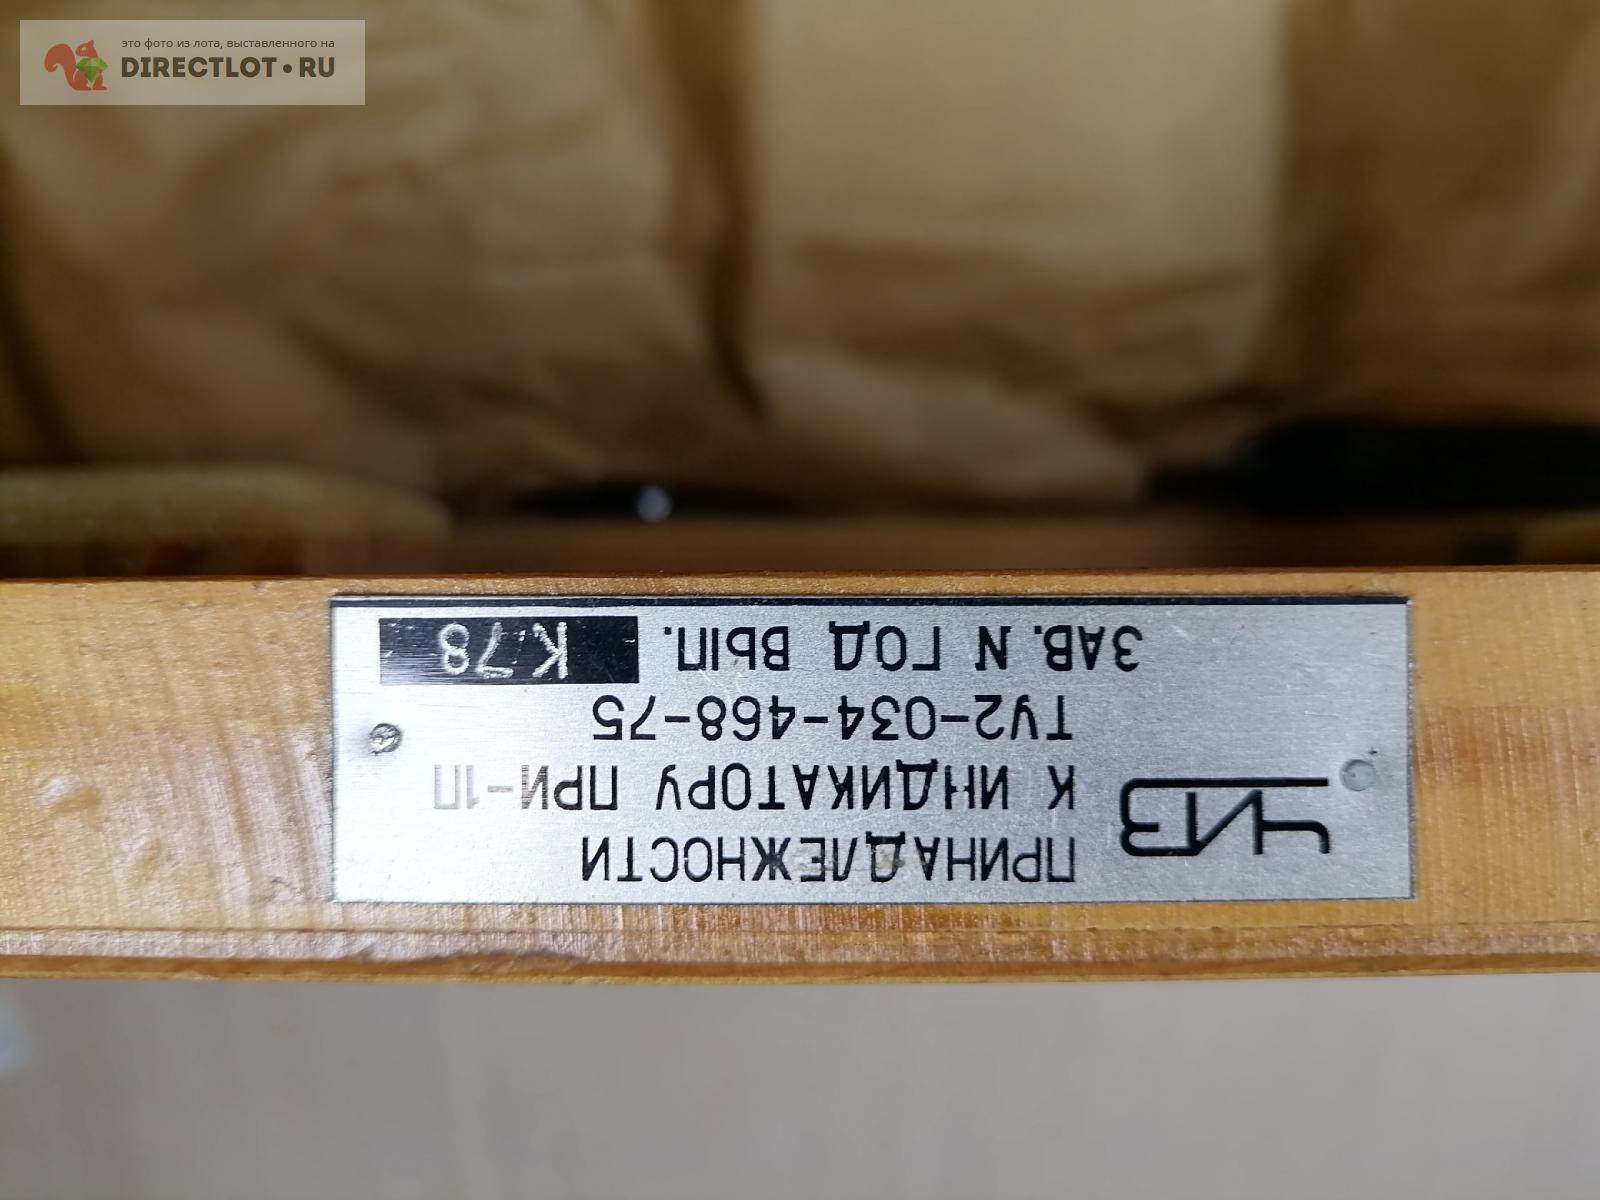 это фото из лота, выставленного на
DIRECTLOT•RU
ЧИЗ
ПРИНАДЛЕЖНОСТИ
К ИНДИКАТОРУ ПРИ-1П
ТУ2-034-468-75
ЗАВ. N ГОД ВЫП. К78